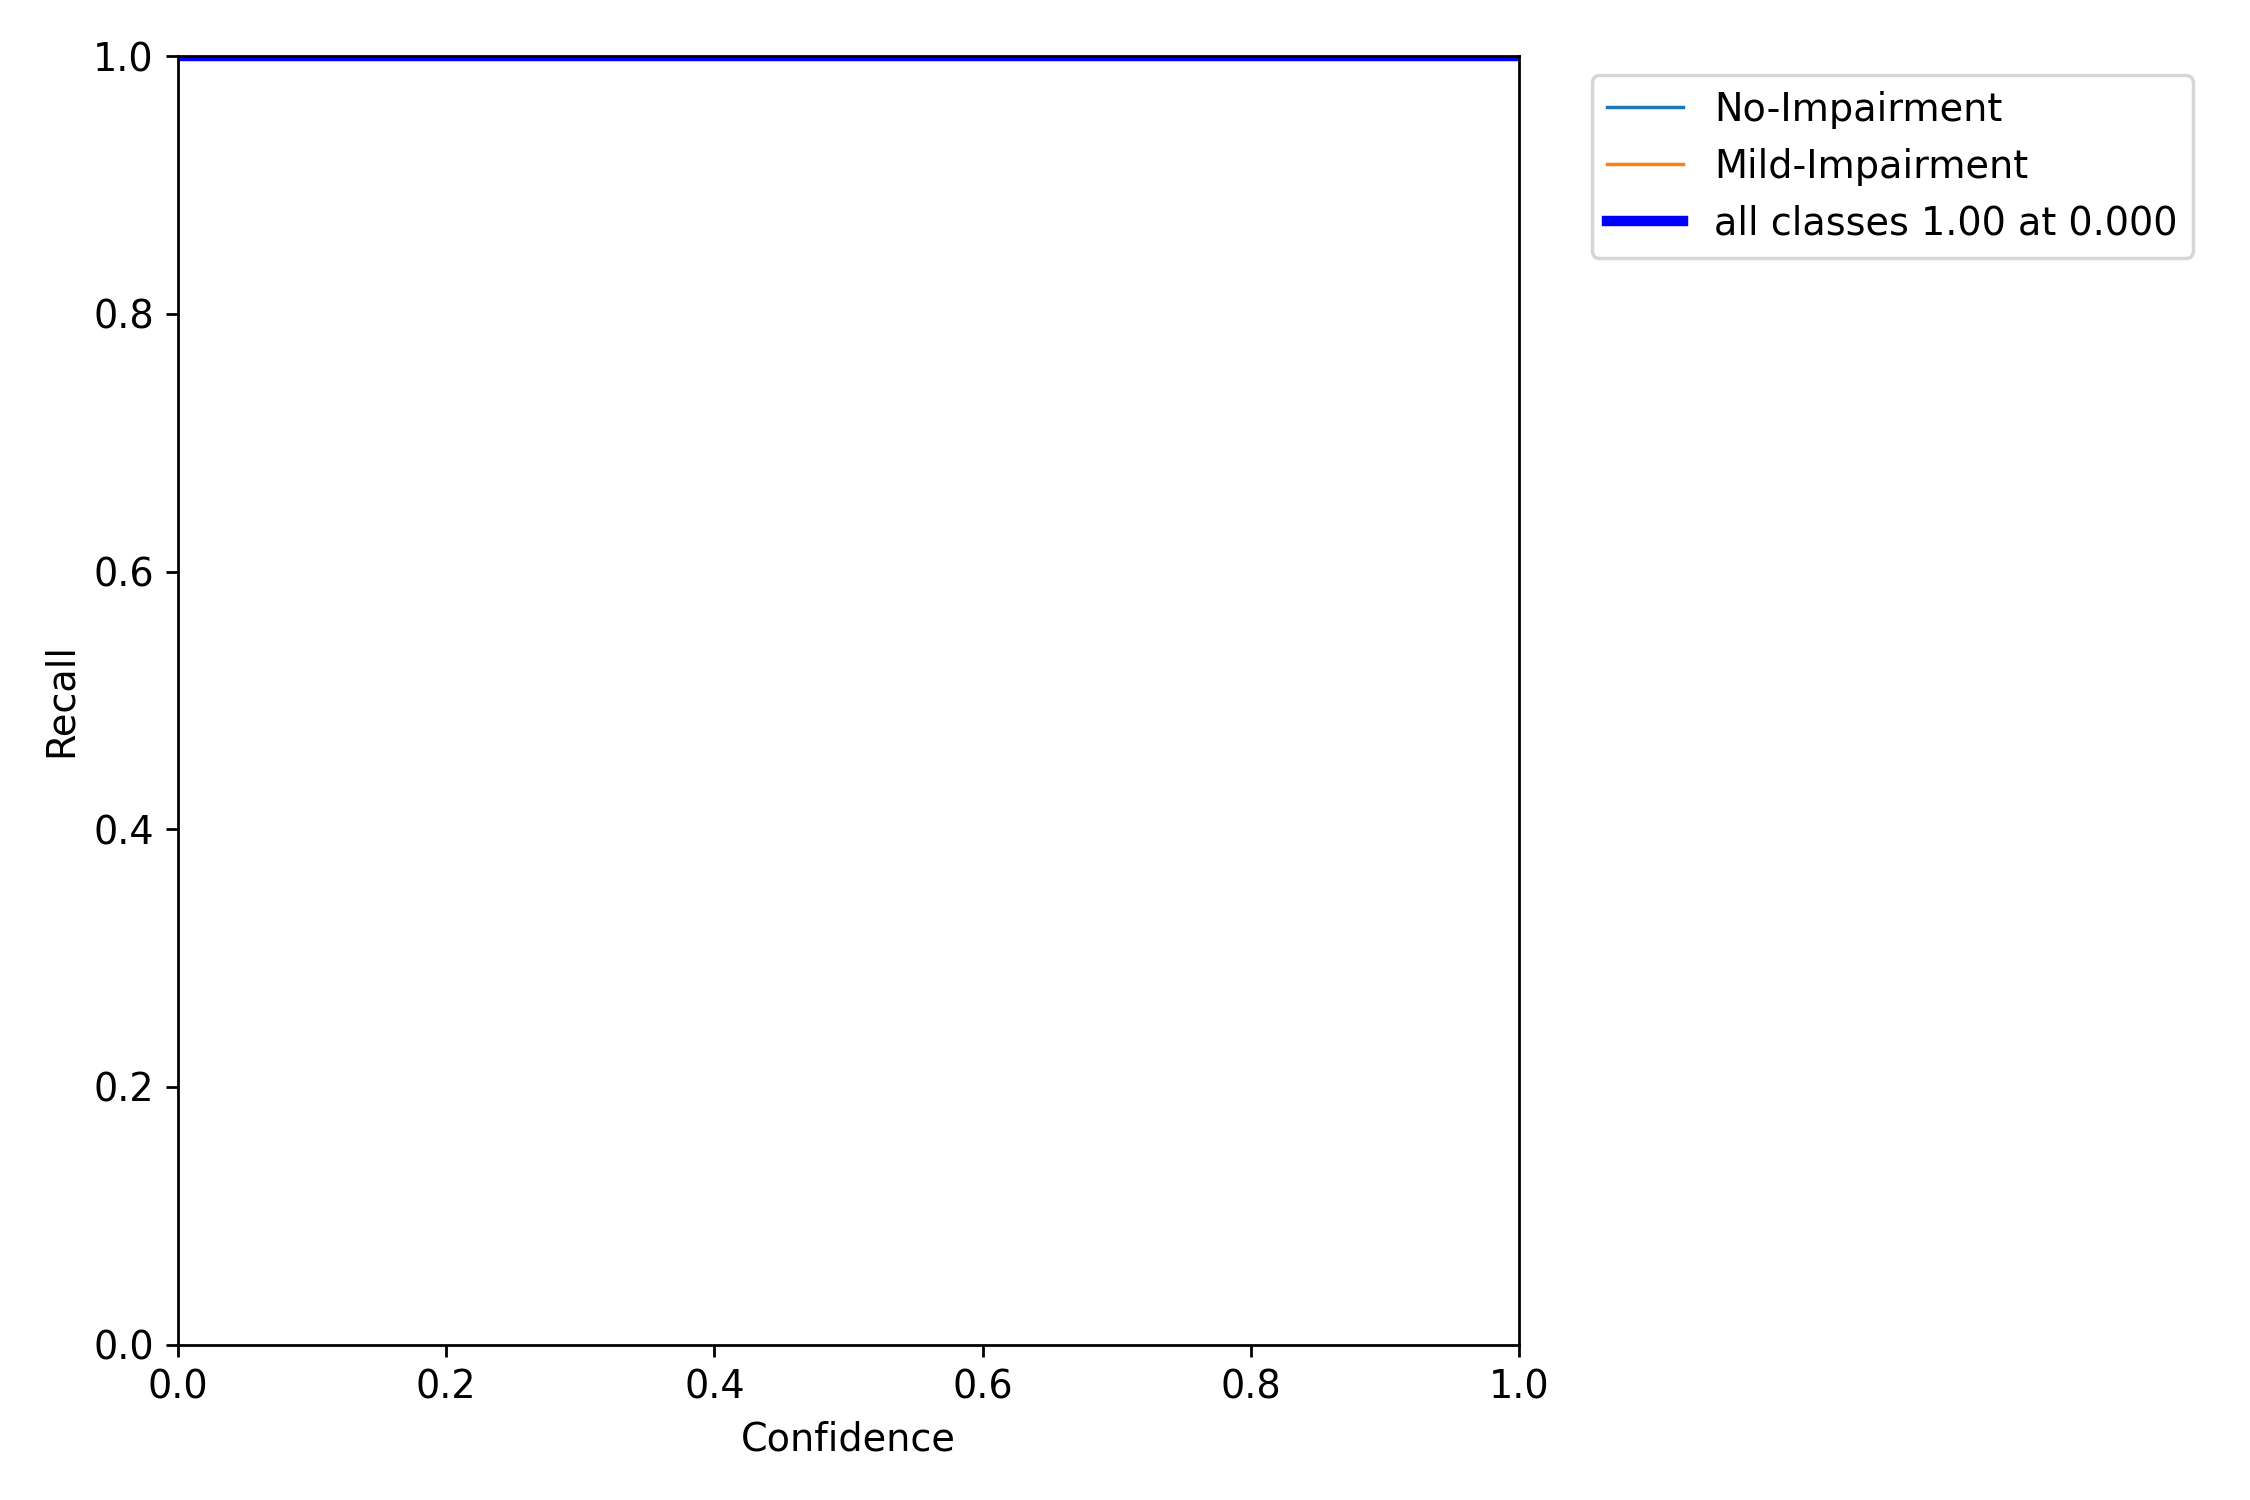 1.0
0.8
0.6
0.4
0.2
0.0
Recall
0.0 0.2 0.4 0.6 0.8 1.0
Confidence
No-Impairment
Mild-Impairment
all classes 1.00 at 0.000